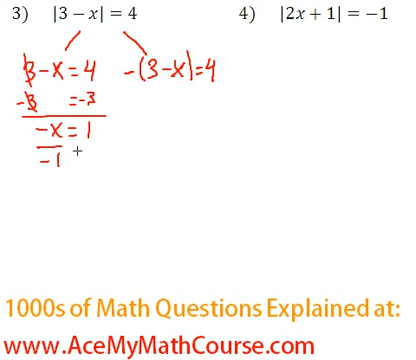 3) |3 − x| = 4
4) |2x + 1| = −1
3 - x = 4
-(3 - x) = 4
-3 = -3
-x = 1
-1
1000s of Math Questions Explained at:
www.AceMyMathCourse.com